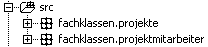 src
fachklassen.projekte
fachklassen.projektmitarbeiter